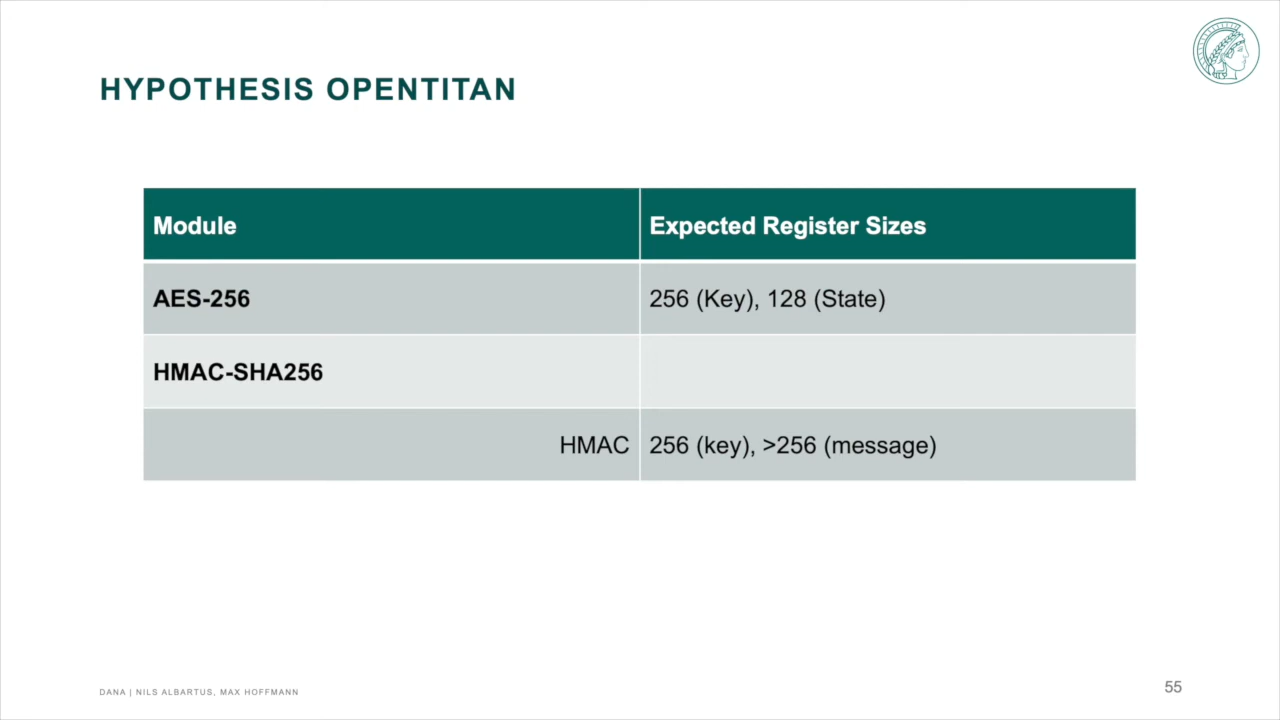 HYPOTHESIS OPENTITAN
Module Expected Register Sizes
AES-256 256 (Key), 128 (State)
HMAC-SHA256
HMAC 256 (key), >256 (message)
DANA | NILS ALBARTUS, MAX HOFFMANN
55